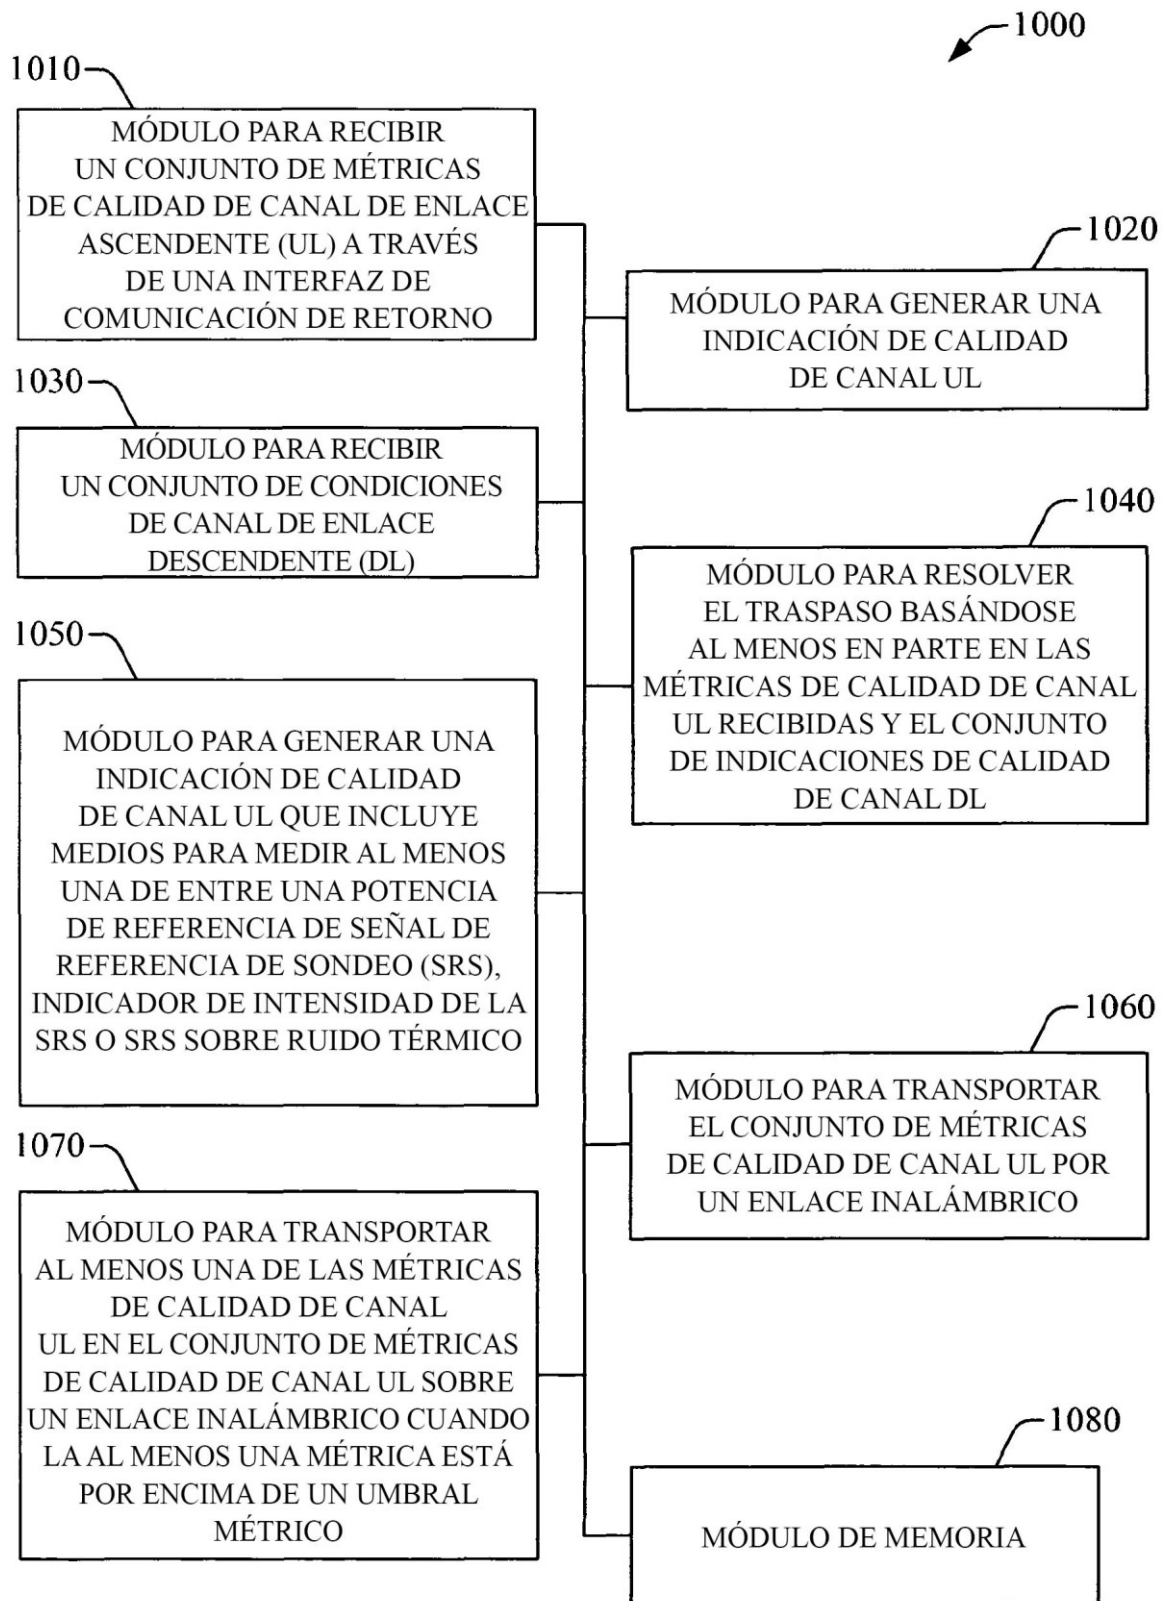 1000
1010
MÓDULO PARA RECIBIR
UN CONJUNTO DE MÉTRICAS
DE CALIDAD DE CANAL DE ENLACE
ASCENDENTE (UL) A TRAVÉS
DE UNA INTERFAZ DE
COMUNICACIÓN DE RETORNO
1020
MÓDULO PARA GENERAR UNA
INDICACIÓN DE CALIDAD
DE CANAL UL
1030
MÓDULO PARA RECIBIR
UN CONJUNTO DE CONDICIONES
DE CANAL DE ENLACE
DESCENDENTE (DL)
1040
MÓDULO PARA RESOLVER
EL TRASPASO BASÁNDOSE
AL MENOS EN PARTE EN LAS
MÉTRICAS DE CALIDAD DE CANAL
UL RECIBIDAS Y EL CONJUNTO
DE INDICACIONES DE CALIDAD
DE CANAL DL
1050
MÓDULO PARA GENERAR UNA
INDICACIÓN DE CALIDAD
DE CANAL UL QUE INCLUYE
MEDIOS PARA MEDIR AL MENOS
UNA DE ENTRE UNA POTENCIA
DE REFERENCIA DE SEÑAL DE
REFERENCIA DE SONDEO (SRS),
INDICADOR DE INTENSIDAD DE LA
SRS O SRS SOBRE RUIDO TÉRMICO
1060
MÓDULO PARA TRANSPORTAR
EL CONJUNTO DE MÉTRICAS
DE CALIDAD DE CANAL UL POR
UN ENLACE INALÁMBRICO
1070
MÓDULO PARA TRANSPORTAR
AL MENOS UNA DE LAS MÉTRICAS
DE CALIDAD DE CANAL
UL EN EL CONJUNTO DE MÉTRICAS
DE CALIDAD DE CANAL UL SOBRE
UN ENLACE INALÁMBRICO CUANDO
LA AL MENOS UNA MÉTRICA ESTÁ
POR ENCIMA DE UN UMBRAL
MÉTRICO
1080
MÓDULO DE MEMORIA